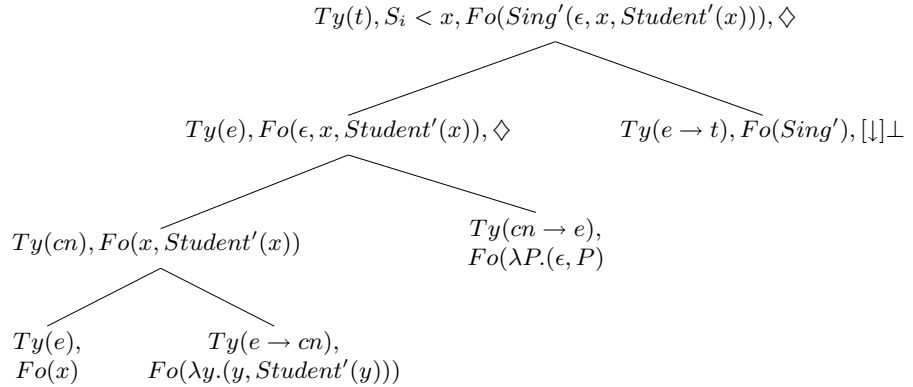 Ty(t), S_i < x, Fo(Sing′(ϵ, x, Student′(x))), ♢
Ty(e), Fo(ϵ, x, Student′(x)), ♢
Ty(e → t), Fo(Sing′), [↓]⊥
Ty(cn), Fo(x, Student′(x))
Ty(cn → e),
Fo(λP.(ϵ, P)
Ty(e),
Fo(x)
Ty(e → cn),
Fo(λy.(y, Student′(y)))